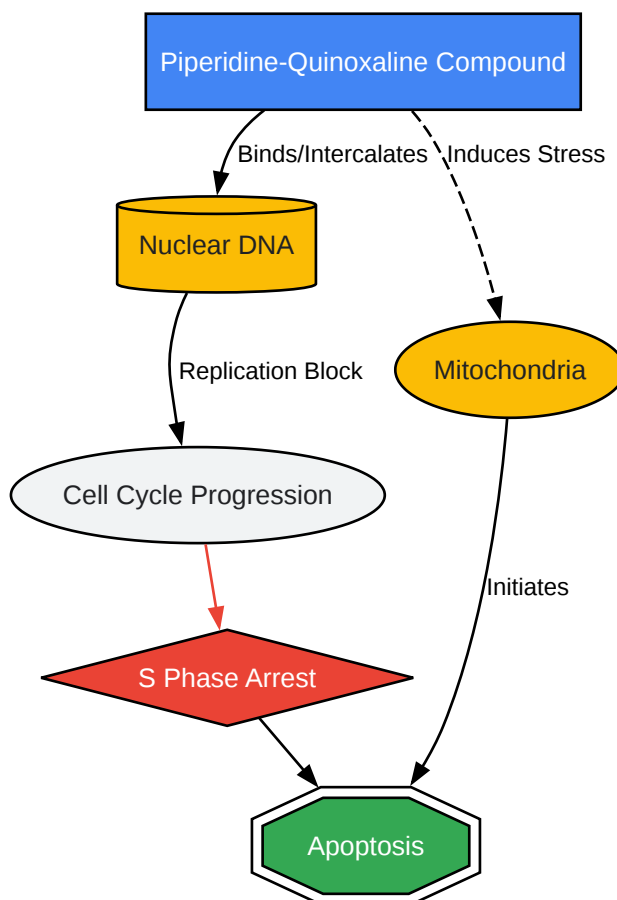 Piperidine-Quinoxaline Compound
Binds/Intercalates
Induces Stress
Nuclear DNA
Mitochondria
Replication Block
Cell Cycle Progression
Initiates
S Phase Arrest
Apoptosis